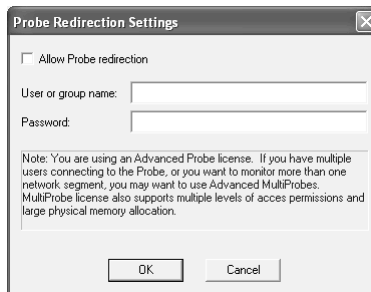 Probe Redirection Settings
Allow Probe redirection
User or group name:
Password:
Note: You are using an Advanced Probe license. If you have multiple
users connecting to the Probe, or you want to monitor more than one
network segment, you may want to use Advanced MultiProbes.
MultiProbe license also supports multiple levels of acces permissions and
large physical memory allocation.
OK
Cancel